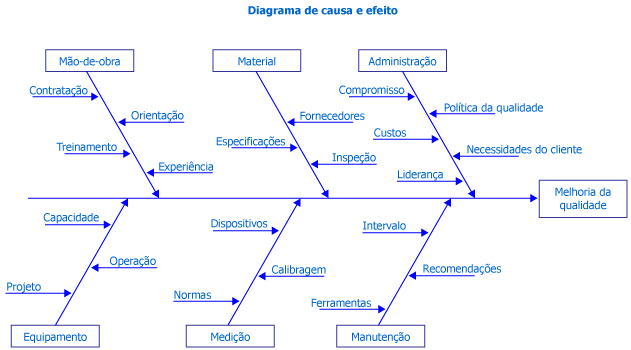 Diagrama de causa e efeito
Mão-de-obra
Material
Administração
Contratação
Orientação
Treinamento
Experiência
Fornecedores
Especificações
Inspeção
Compromisso
Política da qualidade
Custos
Necessidades do cliente
Liderança
Melhoria da
qualidade
Capacidade
Operação
Projeto
Dispositivos
Calibragem
Normas
Intervalo
Recomendações
Ferramentas
Equipamento
Medição
Manutenção